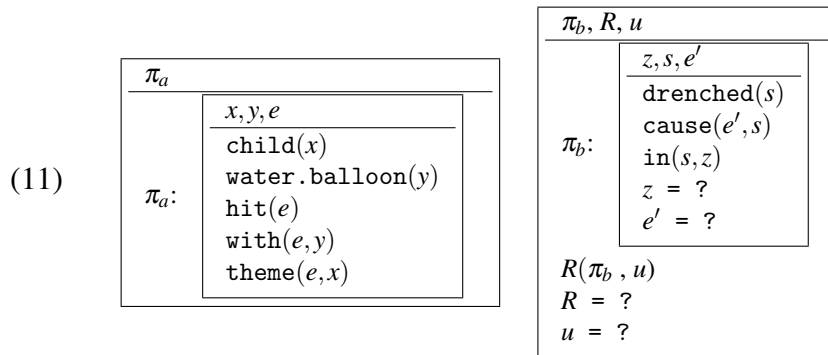 (11)
π_a
π_a:
x, y, e
child(x)
water.balloon(y)
hit(e)
with(e, y)
theme(e, x)
π_b, R, u
π_b:
z, s, e′
drenched(s)
cause(e′, s)
in(s, z)
z = ?
e′ = ?
R(π_b , u)
R = ?
u = ?